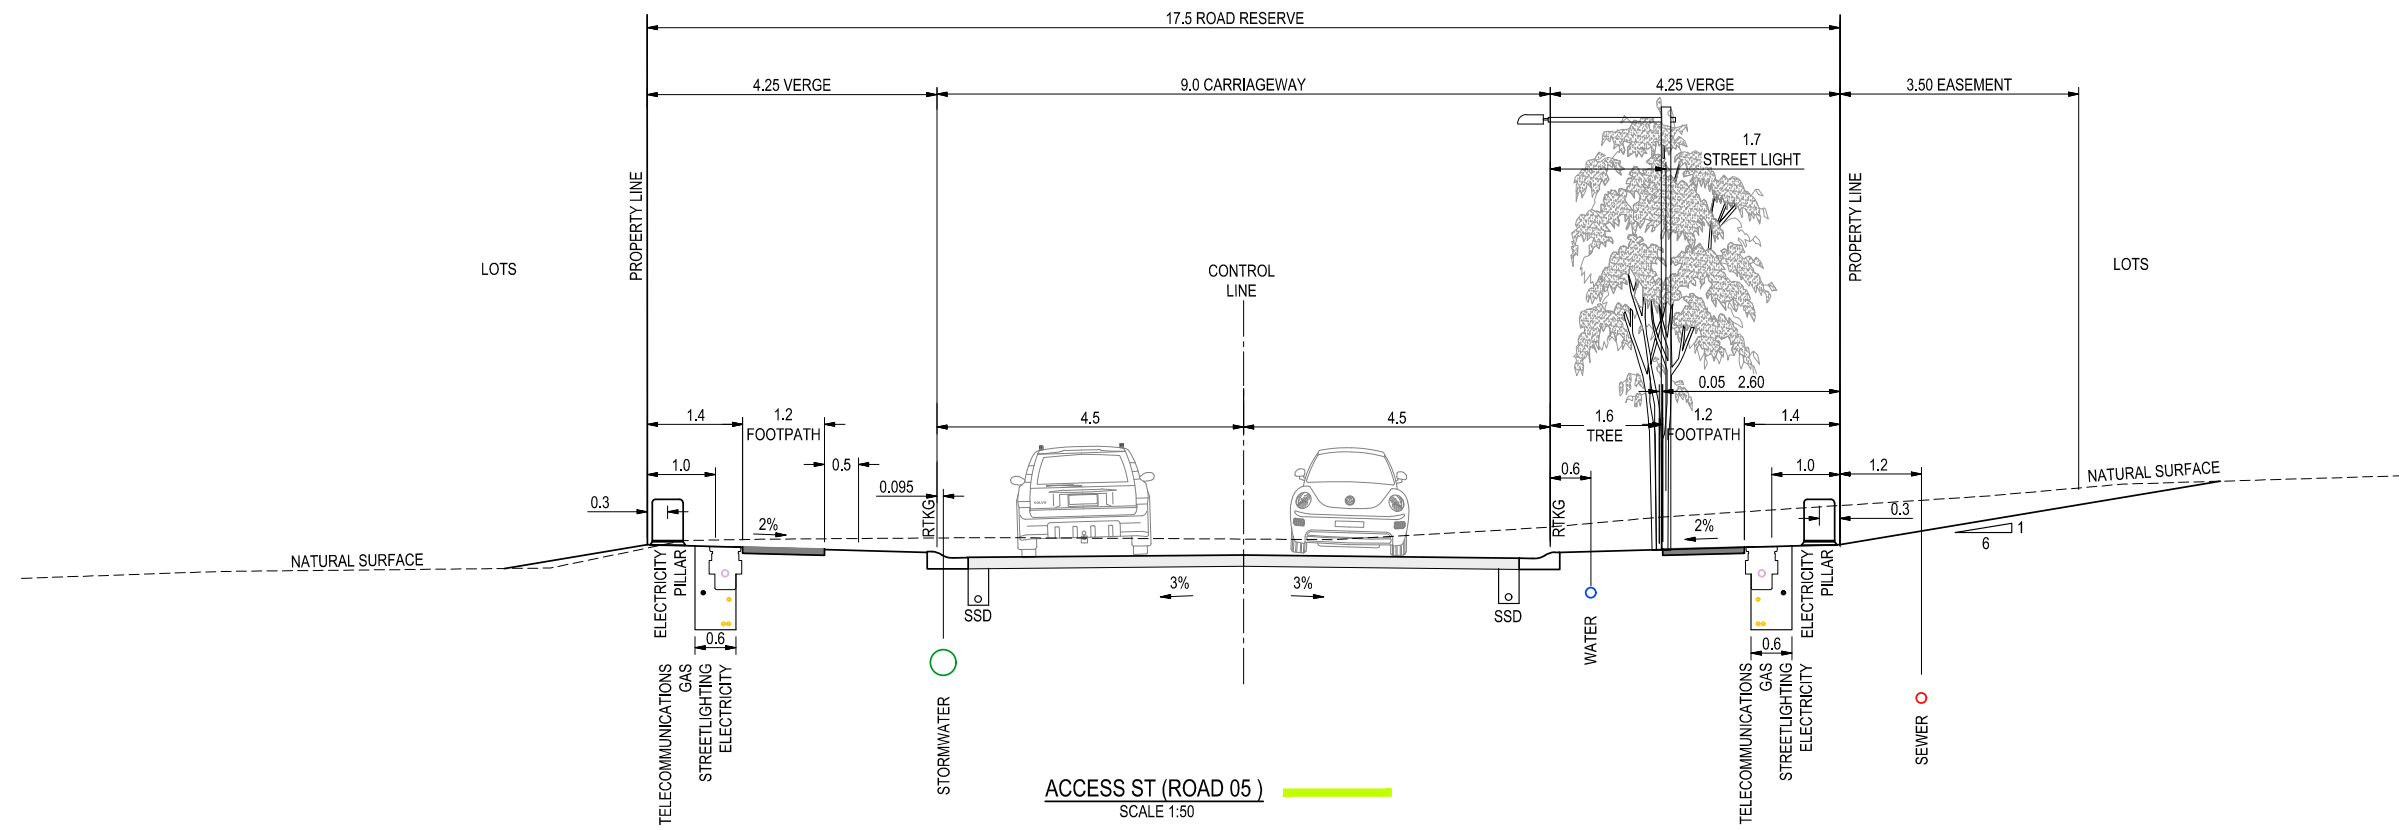 17.5 ROAD RESERVE
4.25 VERGE
9.0 CARRIAGEWAY
4.25 VERGE
3.50 EASEMENT
1.7
STREET LIGHT
PROPERTY LINE
PROPERTY LINE
LOTS
LOTS
CONTROL
LINE
0.05 2.60
1.4
1.2
FOOTPATH
4.5
4.5
1.6
TREE
1.2
FOOTPATH
1.4
1.0
0.5
0.6
1.0
1.2
NATURAL SURFACE
0.095
0.3
RTKG
RTKG
0.3
2%
2%
1
6
NATURAL SURFACE
3%
3%
ELECTRICITY
PILLAR
SSD
SSD
ELECTRICITY
PILLAR
0.6
0.6
WATER
TELECOMMUNICATIONS
GAS
STREETLIGHTING
ELECTRICITY
STORMWATER
TELECOMMUNICATIONS
GAS
STREETLIGHTING
ELECTRICITY
SEWER
ACCESS ST (ROAD 05 )
SCALE 1:50